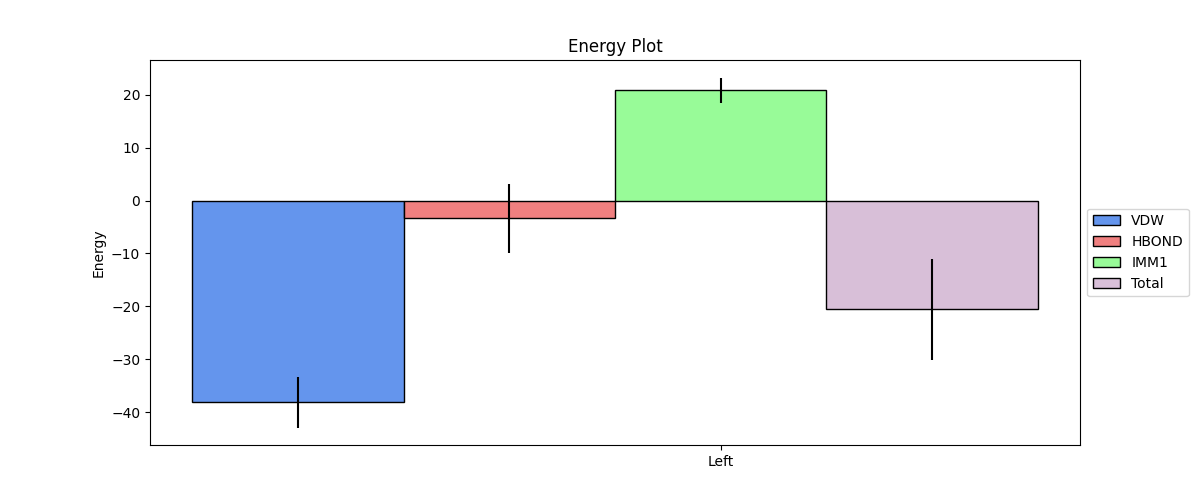 Energy Plot
Energy
20
10
0
−10
−20
−30
−40
Left
VDW
HBOND
IMM1
Total